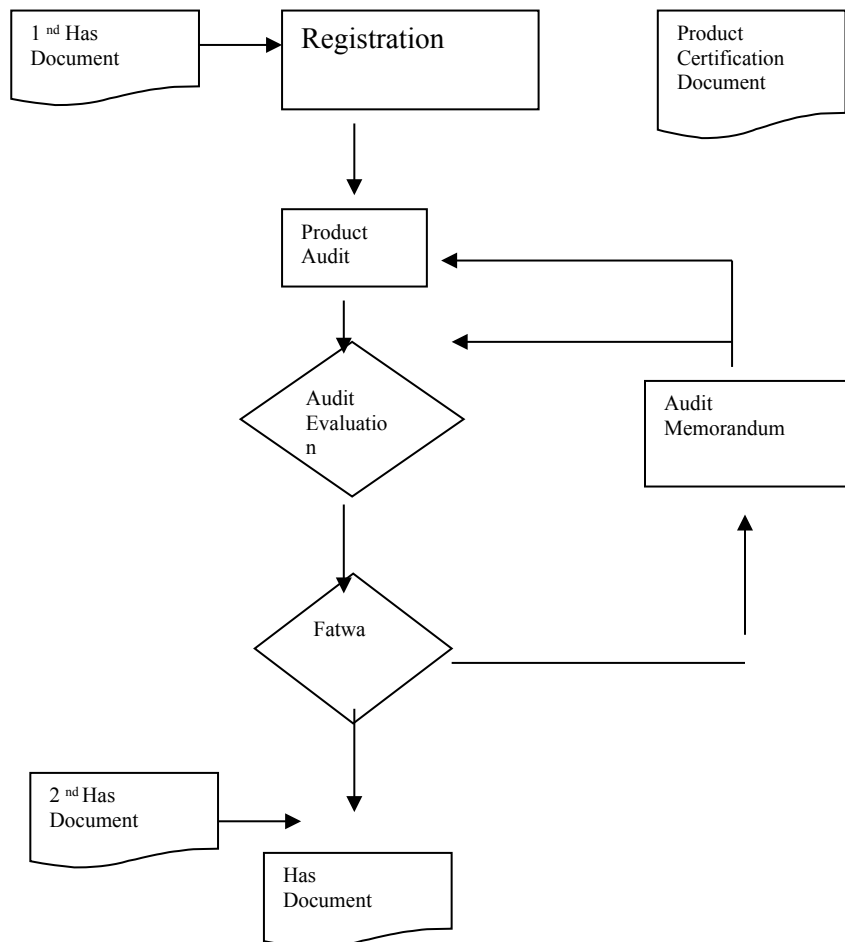 1 nd Has
Document
Registration
Product
Certification
Document
Product
Audit
Audit
Evaluatio
n
Audit
Memorandum
Fatwa
2 nd Has
Document
Has
Document